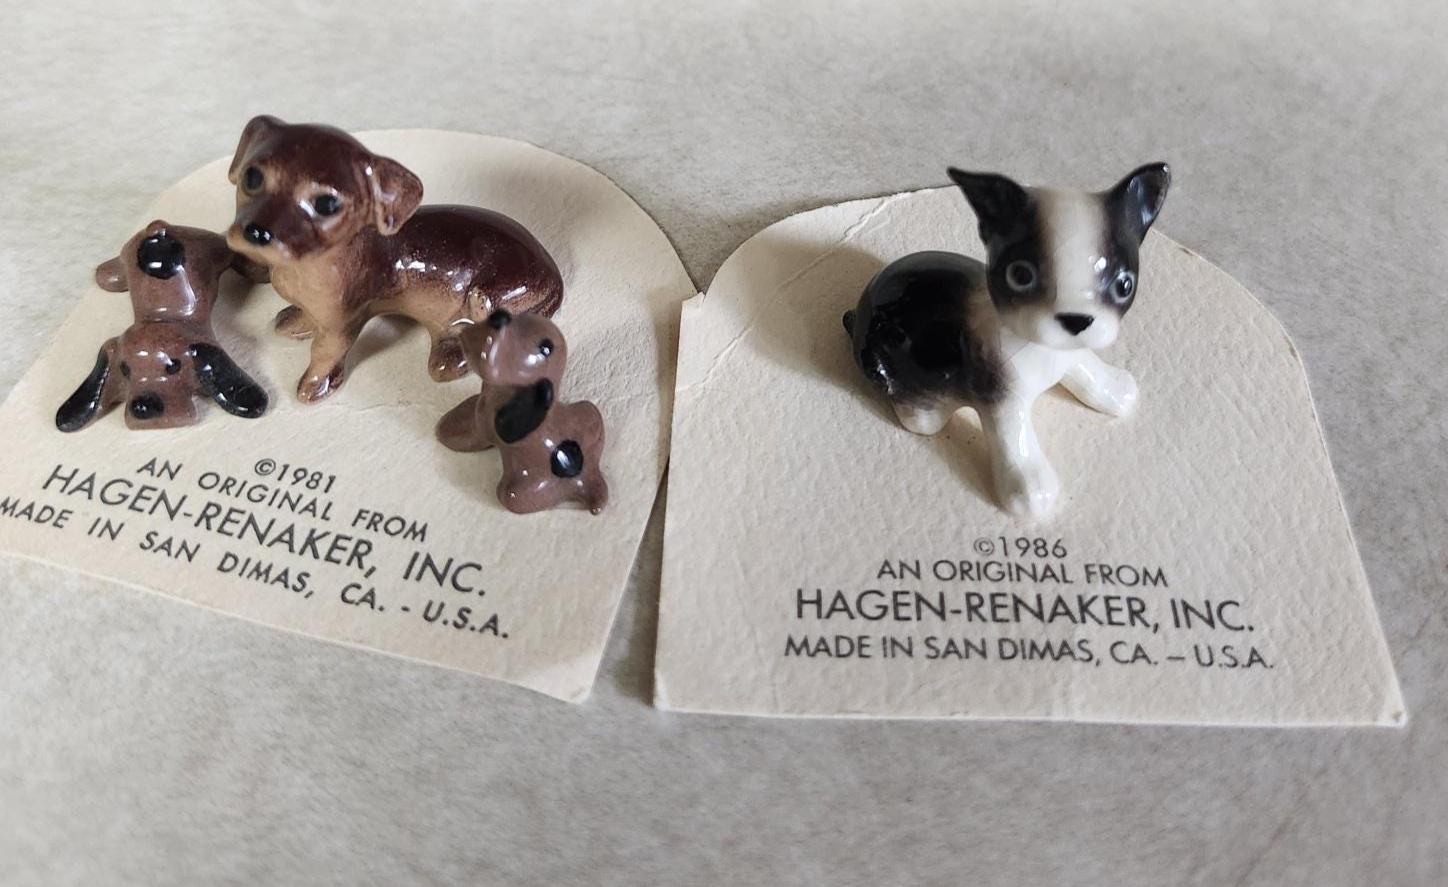 ©1981
AN ORIGINAL FROM
HAGEN-RENAKER, INC.
MADE IN SAN DIMAS, CA. - U.S.A.
©1986
AN ORIGINAL FROM
HAGEN-RENAKER, INC.
MADE IN SAN DIMAS, CA. – U.S.A.